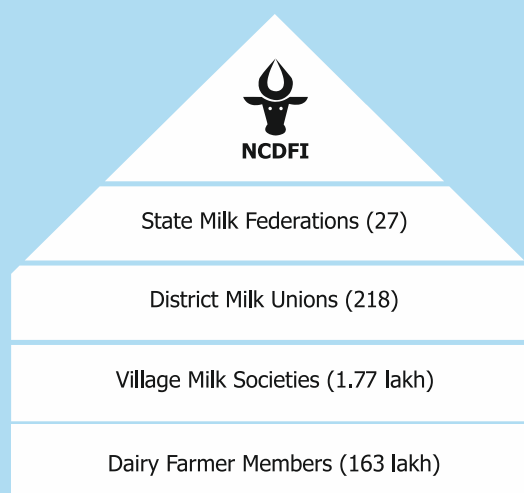 NCDFI
State Milk Federations (27)
District Milk Unions (218)
Village Milk Societies (1.77 lakh)
Dairy Farmer Members (163 lakh)